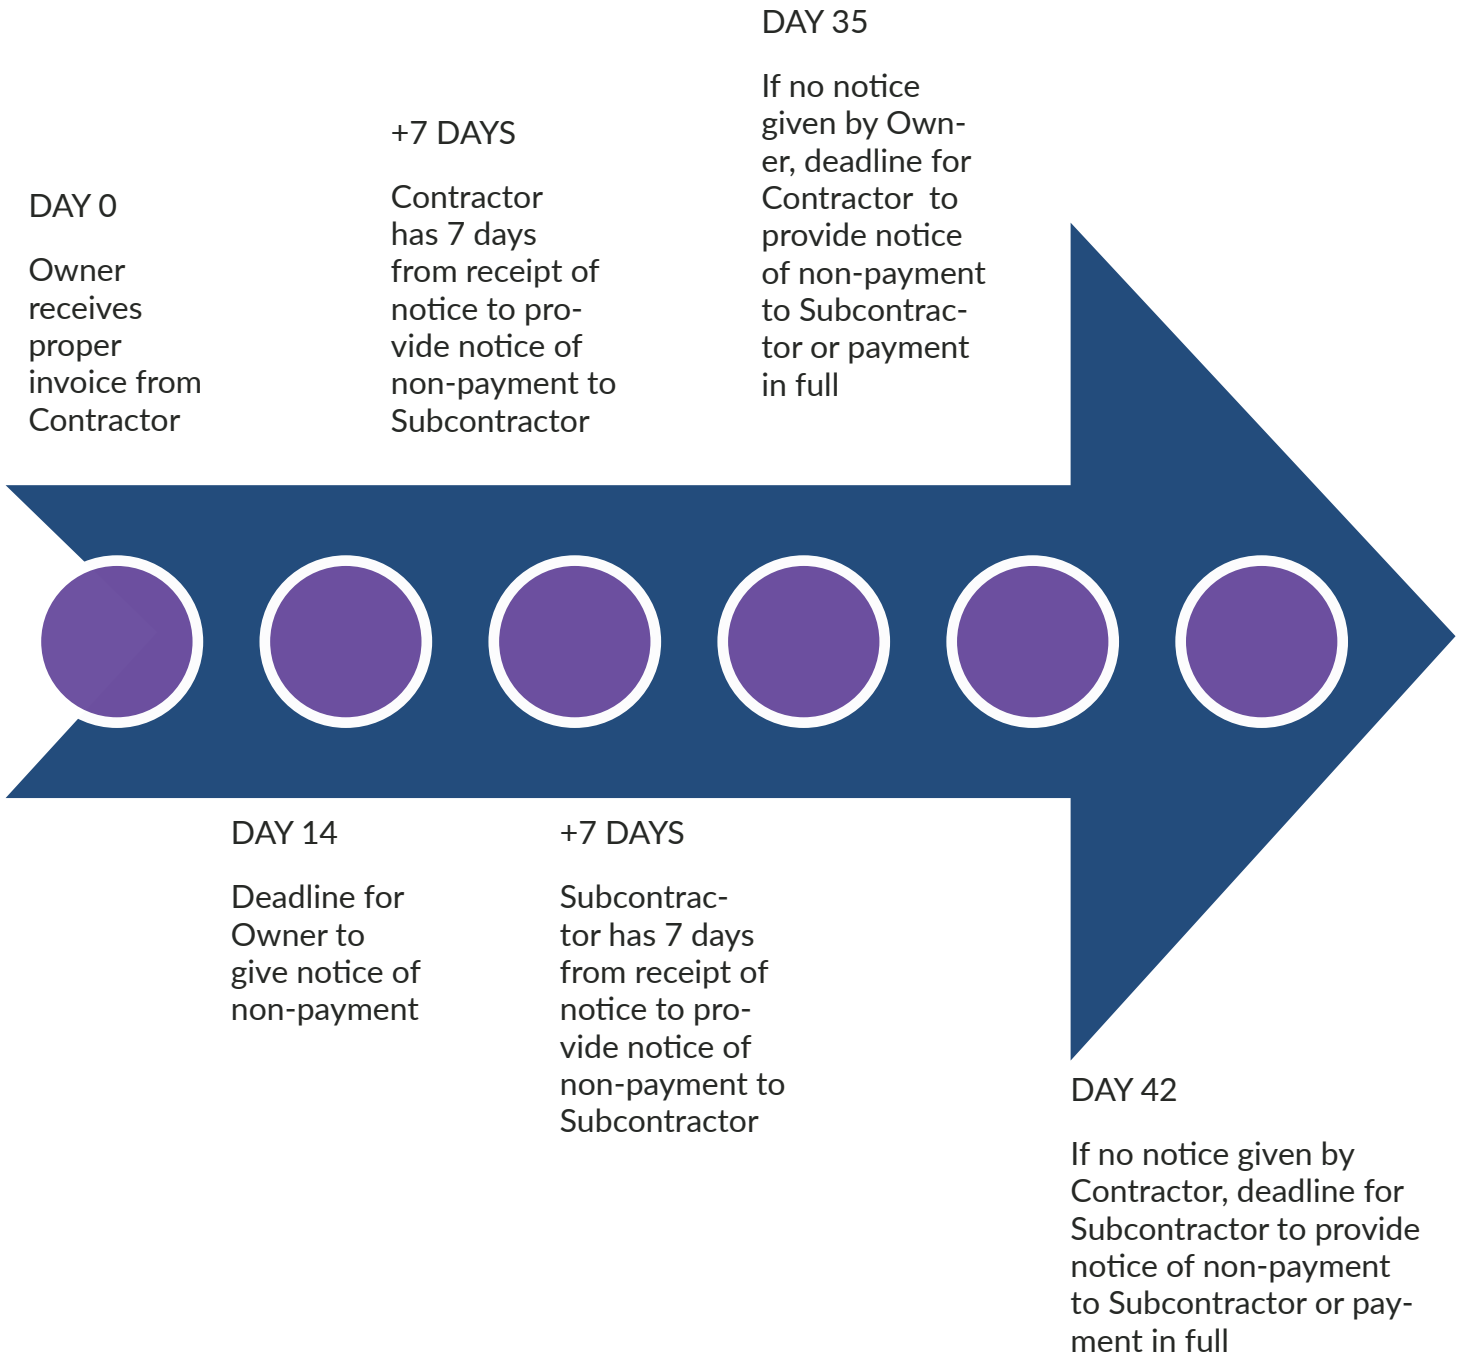 DAY 0
Owner
receives
proper
invoice from
Contractor
DAY 14
Deadline for
Owner to
give notice of
non-payment
+7 DAYS
Contractor
has 7 days
from receipt of
notice to pro-
vide notice of
non-payment to
Subcontractor
+7 DAYS
Subcontrac-
tor has 7 days
from receipt of
notice to pro-
vide notice of
non-payment to
Subcontractor
DAY 35
If no notice
given by Own-
er, deadline for
Contractor  to
provide notice
of non-payment
to Subcontrac-
tor or payment
in full
DAY 42
If no notice given by
Contractor, deadline for
Subcontractor to provide
notice of non-payment
to Subcontractor or pay-
ment in full